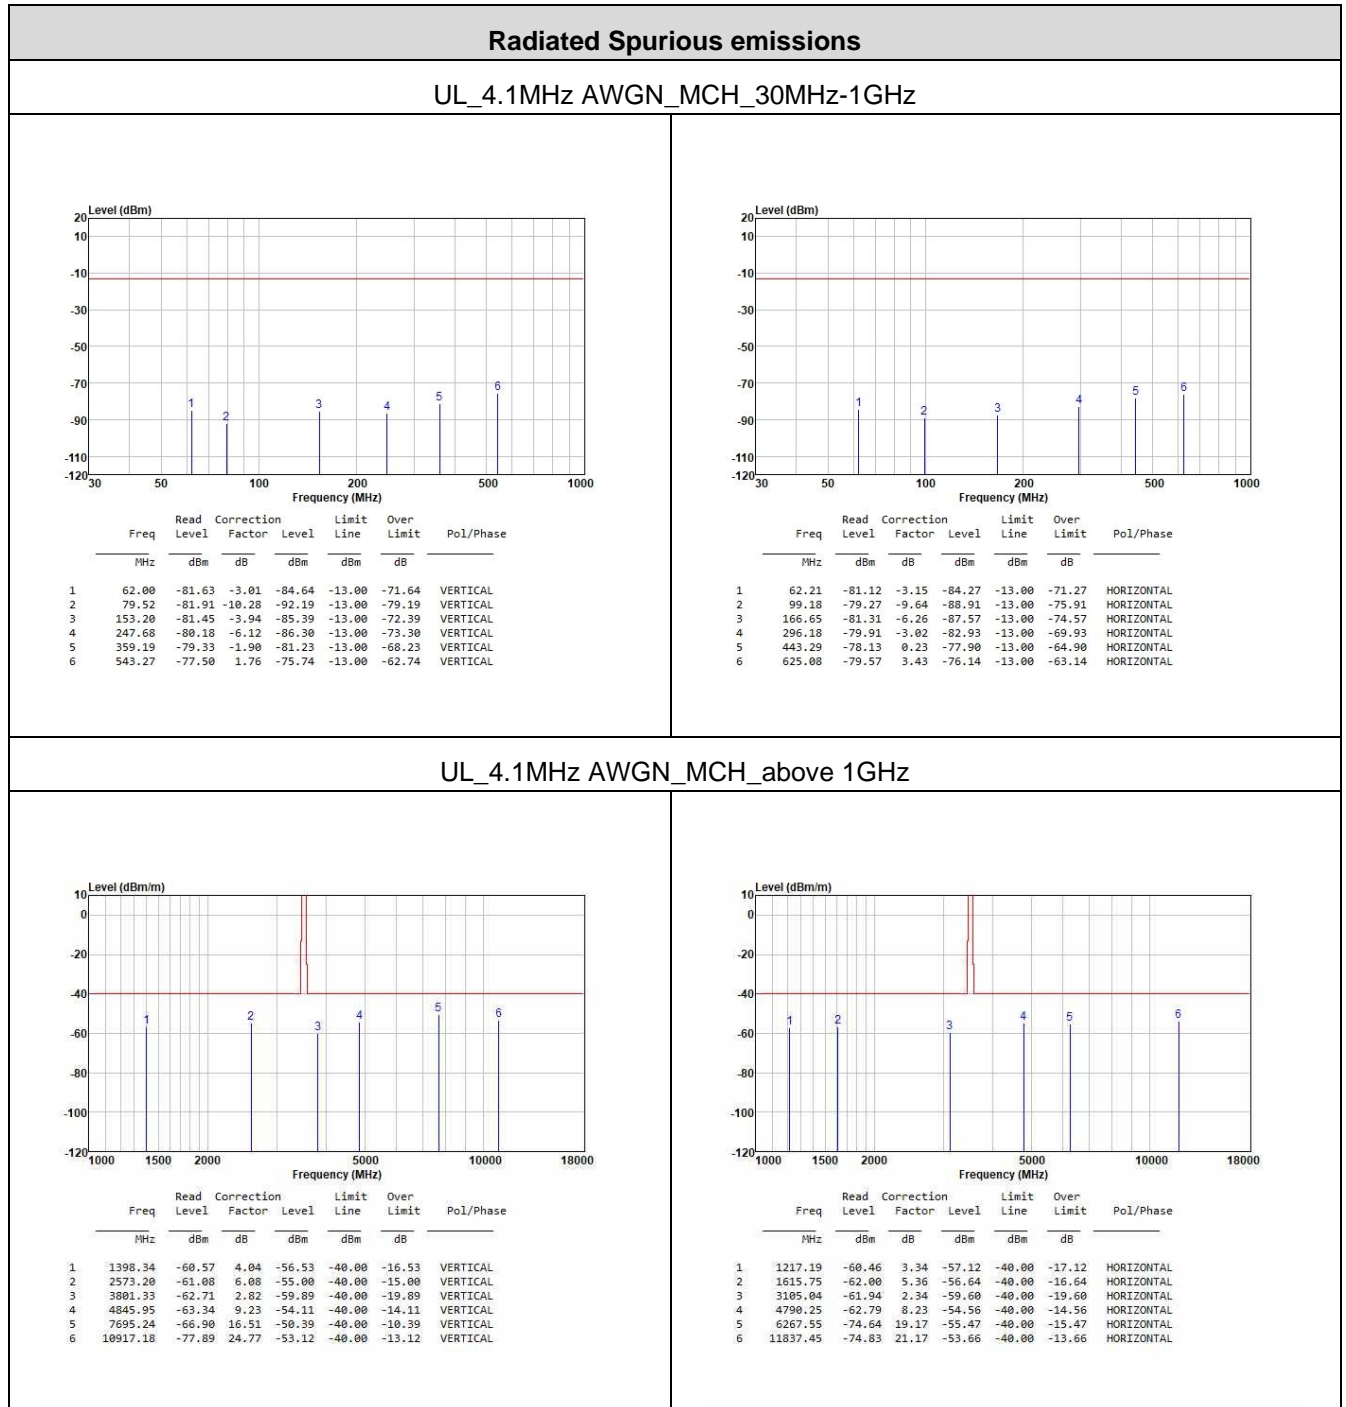 Radiated Spurious emissions
UL_4.1MHz AWGN_MCH_30MHz-1GHz
Level (dBm)
20
10
-10
-30
-50
-70
-90
-110
-120
1 2 3 4 5 6
30 50 100 200 500 1000
Frequency (MHz)
Read Correction Limit Over
Freq Level Factor Level Line Limit Pol/Phase
MHz dBm dB dBm dBm dB
1 62.00 -81.63 -3.01 -84.64 -13.00 -71.64 VERTICAL
2 79.52 -81.91 -10.28 -92.19 -13.00 -79.19 VERTICAL
3 153.20 -81.45 -3.94 -85.39 -13.00 -72.39 VERTICAL
4 247.68 -80.18 -6.12 -86.30 -13.00 -73.30 VERTICAL
5 359.19 -79.33 -1.90 -81.23 -13.00 -68.23 VERTICAL
6 543.27 -77.50 1.76 -75.74 -13.00 -62.74 VERTICAL
Level (dBm)
20
10
-10
-30
-50
-70
-90
-110
-120
1 2 3 4 5 6
30 50 100 200 500 1000
Frequency (MHz)
Read Correction Limit Over
Freq Level Factor Level Line Limit Pol/Phase
MHz dBm dB dBm dBm dB
1 62.21 -81.12 -3.15 -84.27 -13.00 -71.27 HORIZONTAL
2 99.18 -79.27 -9.64 -88.91 -13.00 -75.91 HORIZONTAL
3 166.65 -81.31 -6.26 -87.57 -13.00 -74.57 HORIZONTAL
4 296.18 -79.91 -3.02 -82.93 -13.00 -69.93 HORIZONTAL
5 443.29 -78.13 0.23 -77.90 -13.00 -64.90 HORIZONTAL
6 625.08 -79.57 3.43 -76.14 -13.00 -63.14 HORIZONTAL
UL_4.1MHz AWGN_MCH_above 1GHz
Level (dBm/m)
10
0
-20
-40
-60
-80
-100
-120
1 2 3 4 5 6
1000 1500 2000 5000 10000 18000
Frequency (MHz)
Read Correction Limit Over
Freq Level Factor Level Line Limit Pol/Phase
MHz dBm dB dBm dBm dB
1 1398.34 -60.57 4.04 -56.53 -40.00 -16.53 VERTICAL
2 2573.20 -61.08 6.08 -55.00 -40.00 -15.00 VERTICAL
3 3801.33 -62.71 2.82 -59.89 -40.00 -19.89 VERTICAL
4 4845.95 -63.34 9.23 -54.11 -40.00 -14.11 VERTICAL
5 7695.24 -66.90 16.51 -50.39 -40.00 -10.39 VERTICAL
6 10917.18 -77.89 24.77 -53.12 -40.00 -13.12 VERTICAL
Level (dBm/m)
10
0
-20
-40
-60
-80
-100
-120
1 2 3 4 5 6
1000 1500 2000 5000 10000 18000
Frequency (MHz)
Read Correction Limit Over
Freq Level Factor Level Line Limit Pol/Phase
MHz dBm dB dBm dBm dB
1 1217.19 -60.46 3.34 -57.12 -40.00 -17.12 HORIZONTAL
2 1615.75 -62.00 5.36 -56.64 -40.00 -16.64 HORIZONTAL
3 3105.04 -61.94 2.34 -59.60 -40.00 -19.60 HORIZONTAL
4 4790.25 -62.79 8.23 -54.56 -40.00 -14.56 HORIZONTAL
5 6267.55 -74.64 19.17 -55.47 -40.00 -15.47 HORIZONTAL
6 11837.45 -74.83 21.17 -53.66 -40.00 -13.66 HORIZONTAL